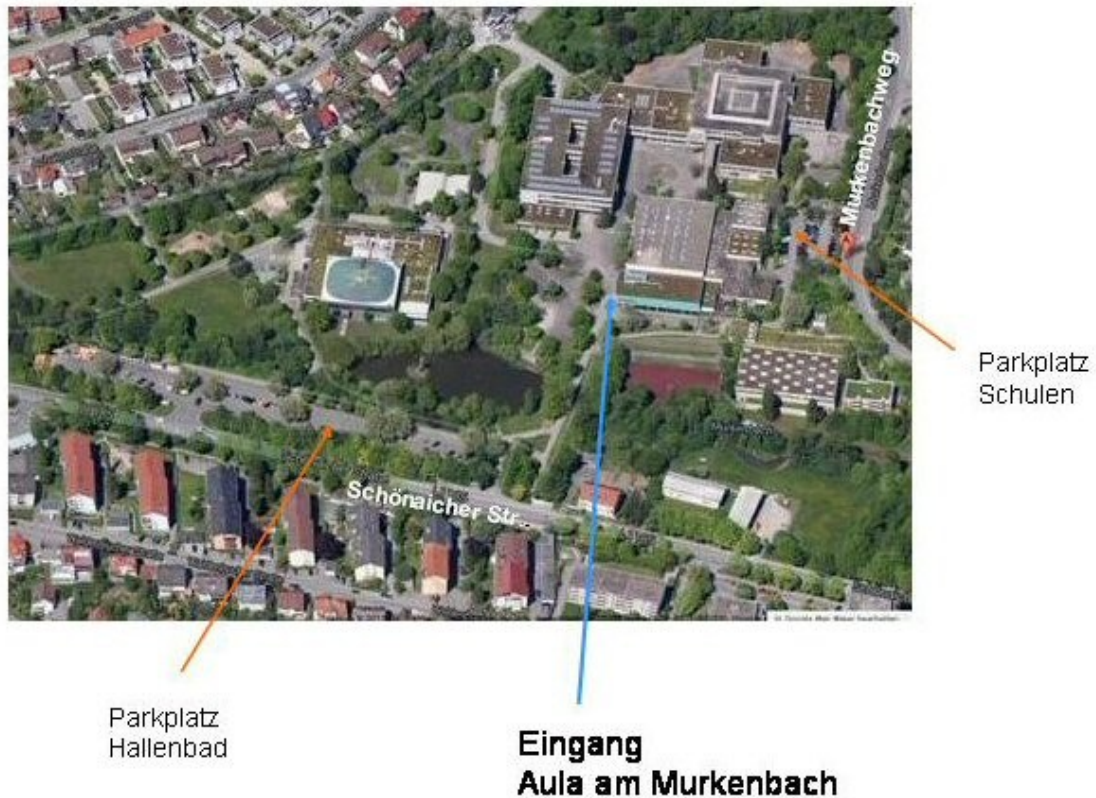 Murkenbachweg
Parkplatz
Schulen
Schönaicher Str.
Parkplatz
Hallenbad
Eingang
Aula am Murkenbach